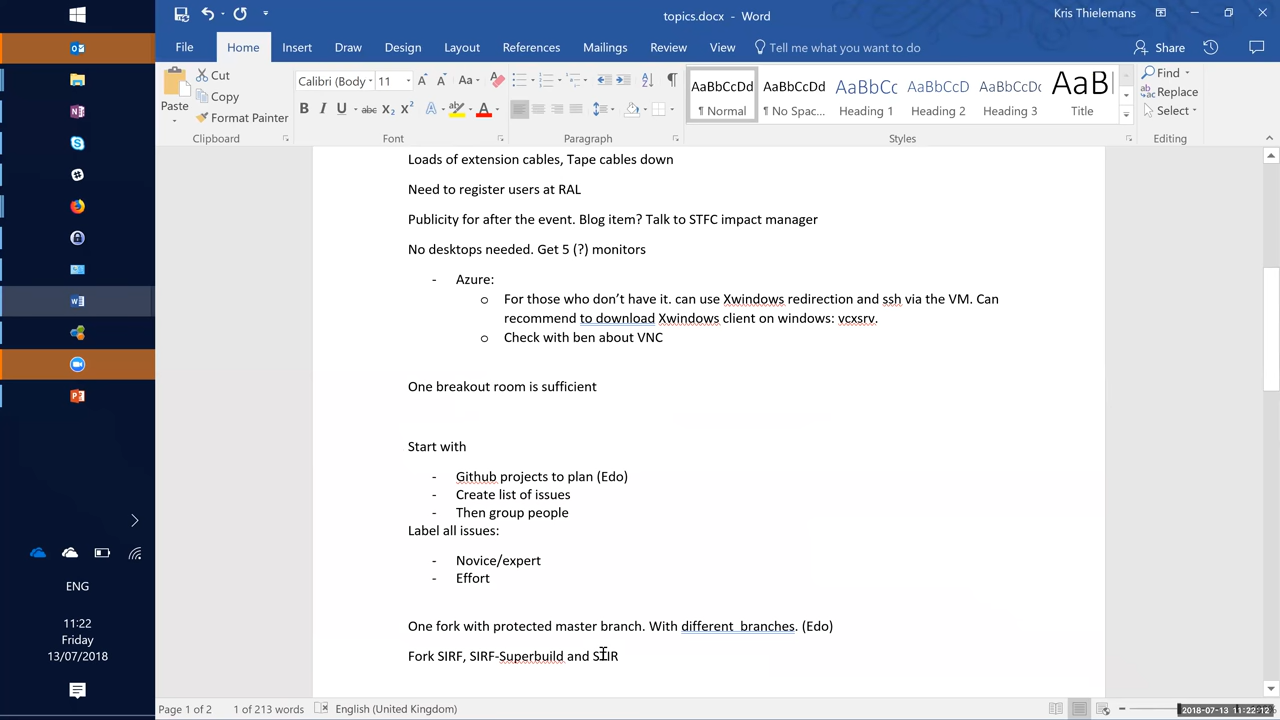 topics.docx - Word
Kris Thielemans
File Home Insert Draw Design Layout References Mailings Review View Tell me what you want to do Share
Paste
Cut
Copy
Format Painter
Clipboard
Calibri (Body 11
Font
Paragraph
AaBbCcDd AaBbCcDd AaBbCc AaBbCcD AaBbCcDc AaB
¶ Normal ¶ No Spac... Heading 1 Heading 2 Heading 3 Title
Styles
Find
Replace
Select
Editing
Loads of extension cables, Tape cables down
Need to register users at RAL
Publicity for after the event. Blog item? Talk to STFC impact manager
No desktops needed. Get 5 (?) monitors
- Azure:
o For those who don't have it. can use Xwindows redirection and ssh via the VM. Can
recommend to download Xwindows client on windows: vcxsrv.
o Check with ben about VNC
One breakout room is sufficient
Start with
- Github projects to plan (Edo)
- Create list of issues
- Then group people
Label all issues:
- Novice/expert
- Effort
One fork with protected master branch. With different branches. (Edo)
Fork SIRF, SIRF-Superbuild and STIR
ENG
11:22
Friday
13/07/2018
Page 1 of 2 1 of 213 words English (United Kingdom)
2018-07-13 11:22:12